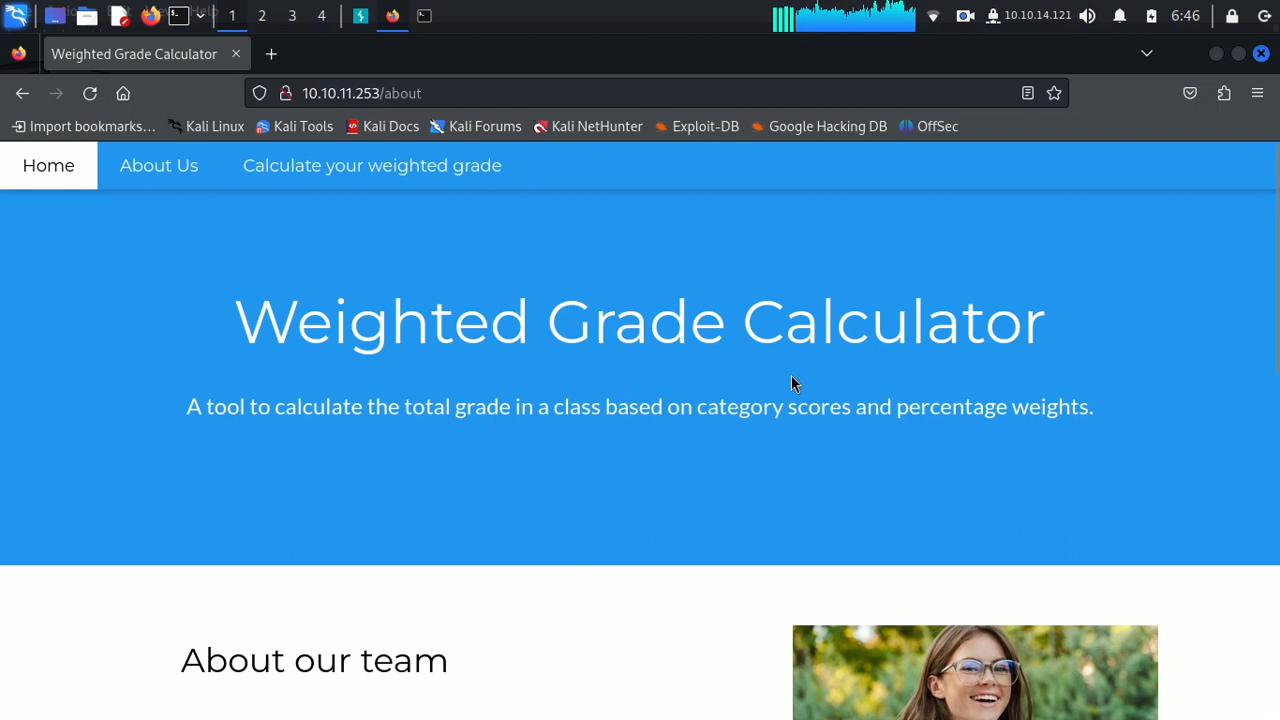 1 2 3 4
10.10.14.121
6:46
Weighted Grade Calculator
10.10.11.253/about
Import bookmarks... Kali Linux Kali Tools Kali Docs Kali Forums Kali NetHunter Exploit-DB Google Hacking DB OffSec
Home About Us Calculate your weighted grade
Weighted Grade Calculator
A tool to calculate the total grade in a class based on category scores and percentage weights.
About our team